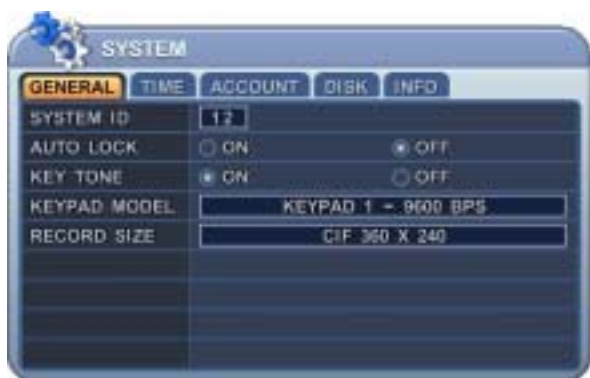 SYSTEM
GENERAL TIME ACCOUNT DISK INFO
SYSTEM ID 12
AUTO LOCK ON OFF
KEY TONE ON OFF
KEYPAD MODEL KEYPAD 1 - 9600 BPS
RECORD SIZE CIF 360 X 240